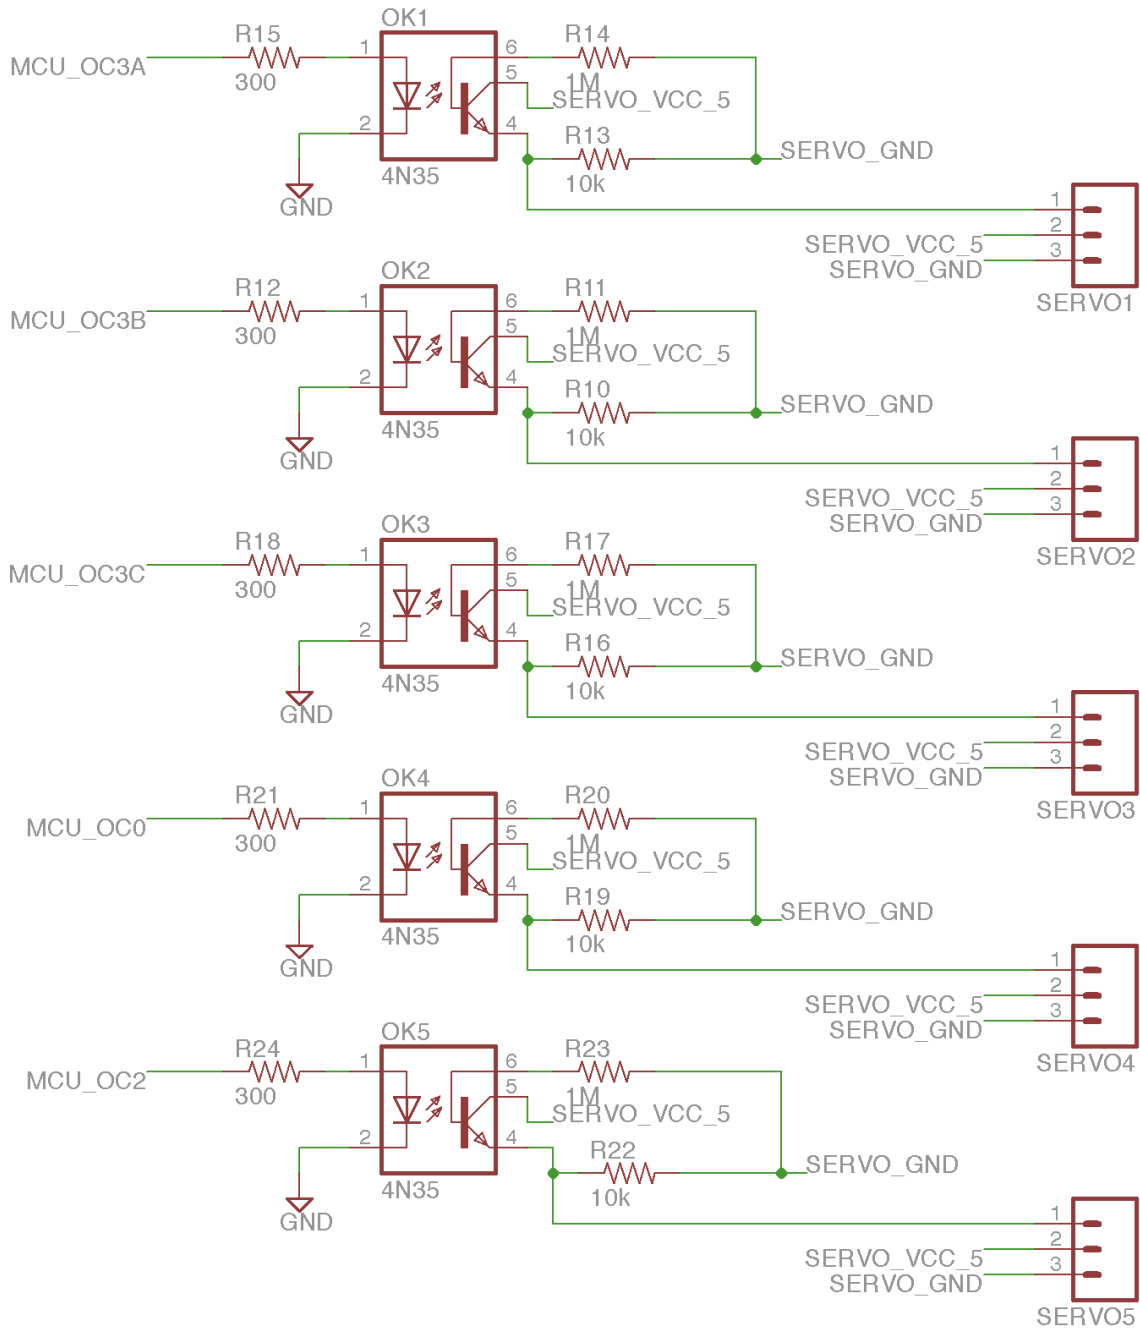 OK1
R15
1
6
R14
MCU_OC3A
300
5
1M
SERVO_VCC_5
2
4
R13
SERVO_GND
4N35
10k
GND
1
2
SERVO_VCC_5
3
SERVO_GND
SERVO1
OK2
R12
1
6
R11
MCU_OC3B
300
5
1M
SERVO_VCC_5
2
4
R10
SERVO_GND
4N35
10k
GND
1
2
SERVO_VCC_5
3
SERVO_GND
SERVO2
OK3
R18
1
6
R17
MCU_OC3C
300
5
1M
SERVO_VCC_5
2
4
R16
SERVO_GND
4N35
10k
GND
1
2
SERVO_VCC_5
3
SERVO_GND
SERVO3
OK4
R21
1
6
R20
MCU_OC0
300
5
1M
SERVO_VCC_5
2
4
R19
SERVO_GND
4N35
10k
GND
1
2
SERVO_VCC_5
3
SERVO_GND
SERVO4
OK5
R24
1
6
R23
MCU_OC2
300
5
1M
SERVO_VCC_5
2
4
R22
SERVO_GND
4N35
10k
GND
1
2
SERVO_VCC_5
3
SERVO_GND
SERVO5